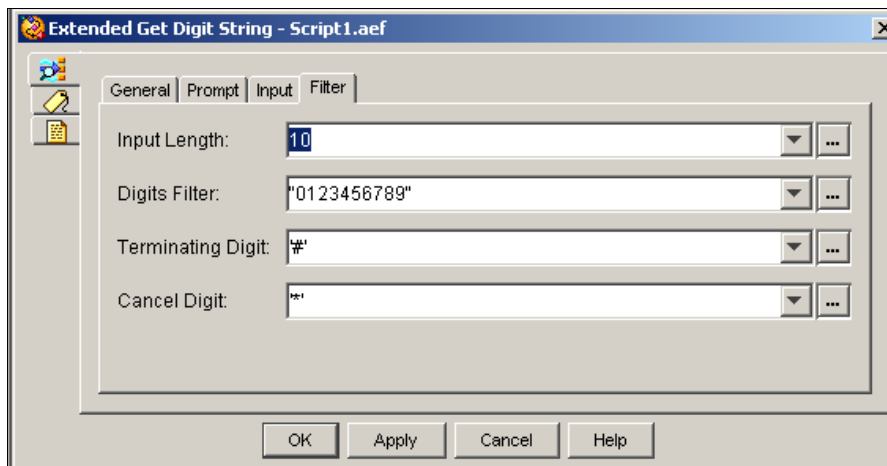 Extended Get Digit String - Script1.aef
General Prompt Input Filter
Input Length: 10 ...
Digits Filter: "0123456789" ...
Terminating Digit: '#' ...
Cancel Digit: '*' ...
OK Apply Cancel Help